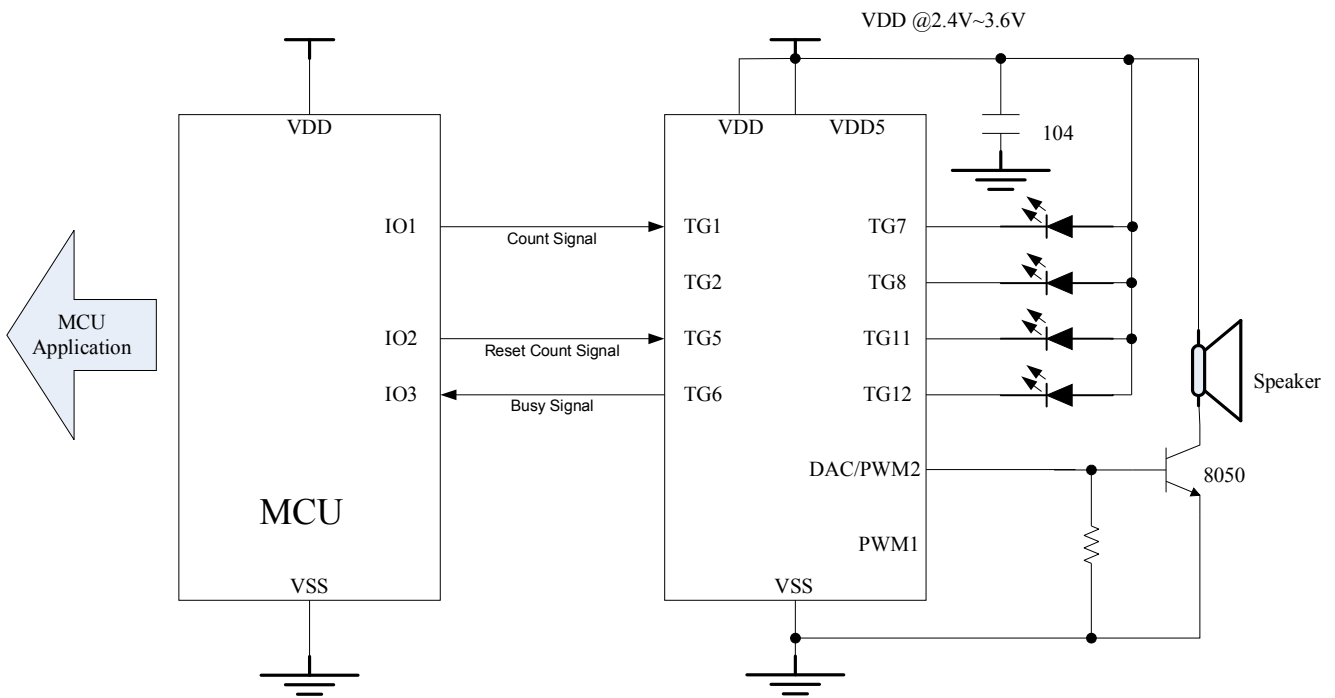 VDD @2.4V~3.6V
VDD
VDD
VDD5
104
IO1
Count Signal
TG1
TG7
TG2
TG8
MCU
Application
IO2
Reset Count Signal
TG5
TG11
IO3
Busy Signal
TG6
TG12
Speaker
DAC/PWM2
8050
MCU
PWM1
VSS
VSS